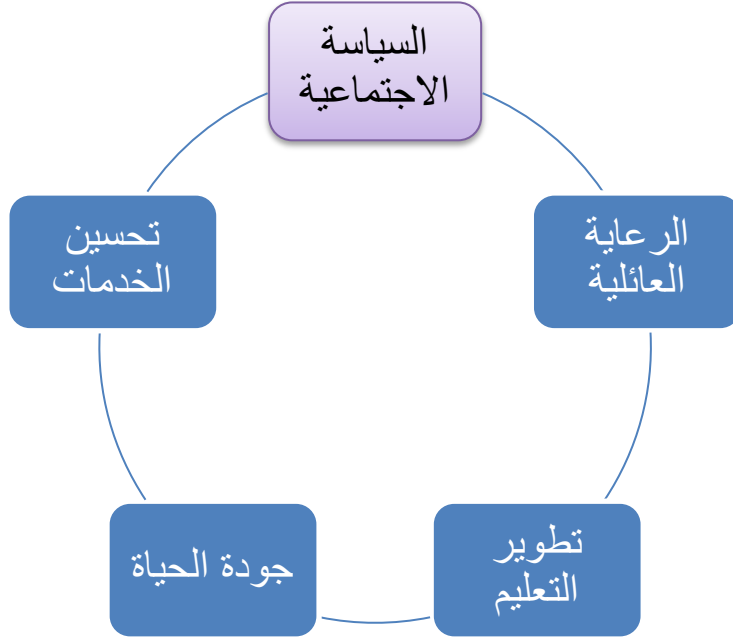 السياسة
الاجتماعية
الرعاية
العائلية
تطوير
التعليم
جودة الحياة
تحسين
الخدمات